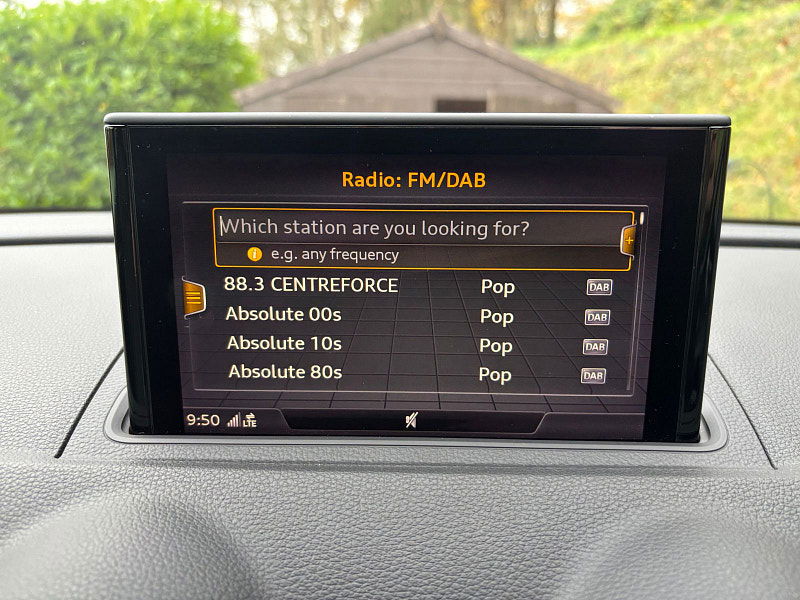 Radio: FM/DAB
Which station are you looking for?
i e.g. any frequency
88.3 CENTREFORCE Pop DAB
Absolute 00s Pop DAB
Absolute 10s Pop DAB
Absolute 80s Pop DAB
9:50 LTE